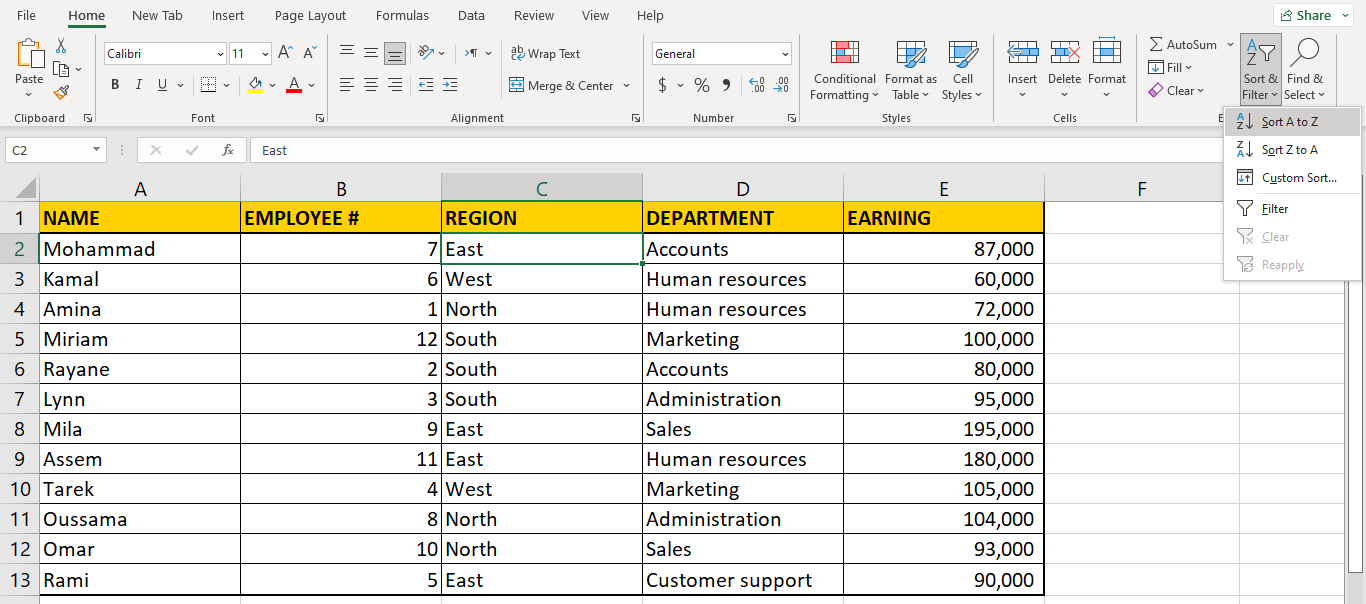 File Home New Tab Insert Page Layout Formulas Data Review View Help Share
Calibri 11 A A ab Wrap Text General AutoSum
Paste Conditional Format as Cell Insert Delete Format Fill Sort & Find &
B I U A Merge & Center $ % 9 .00 .00 Formatting Table Styles Clear Filter Select
Clipboard Font Alignment Number Styles Cells E
Sort A to Z
Sort Z to A
Custom Sort...
Filter
Clear
Reapply
C2 fx East
A B C D E F
1 NAME EMPLOYEE # REGION DEPARTMENT EARNING
2 Mohammad 7 East Accounts 87,000
3 Kamal 6 West Human resources 60,000
4 Amina 1 North Human resources 72,000
5 Miriam 12 South Marketing 100,000
6 Rayane 2 South Accounts 80,000
7 Lynn 3 South Administration 95,000
8 Mila 9 East Sales 195,000
9 Assem 11 East Human resources 180,000
10 Tarek 4 West Marketing 105,000
11 Oussama 8 North Administration 104,000
12 Omar 10 North Sales 93,000
13 Rami 5 East Customer support 90,000